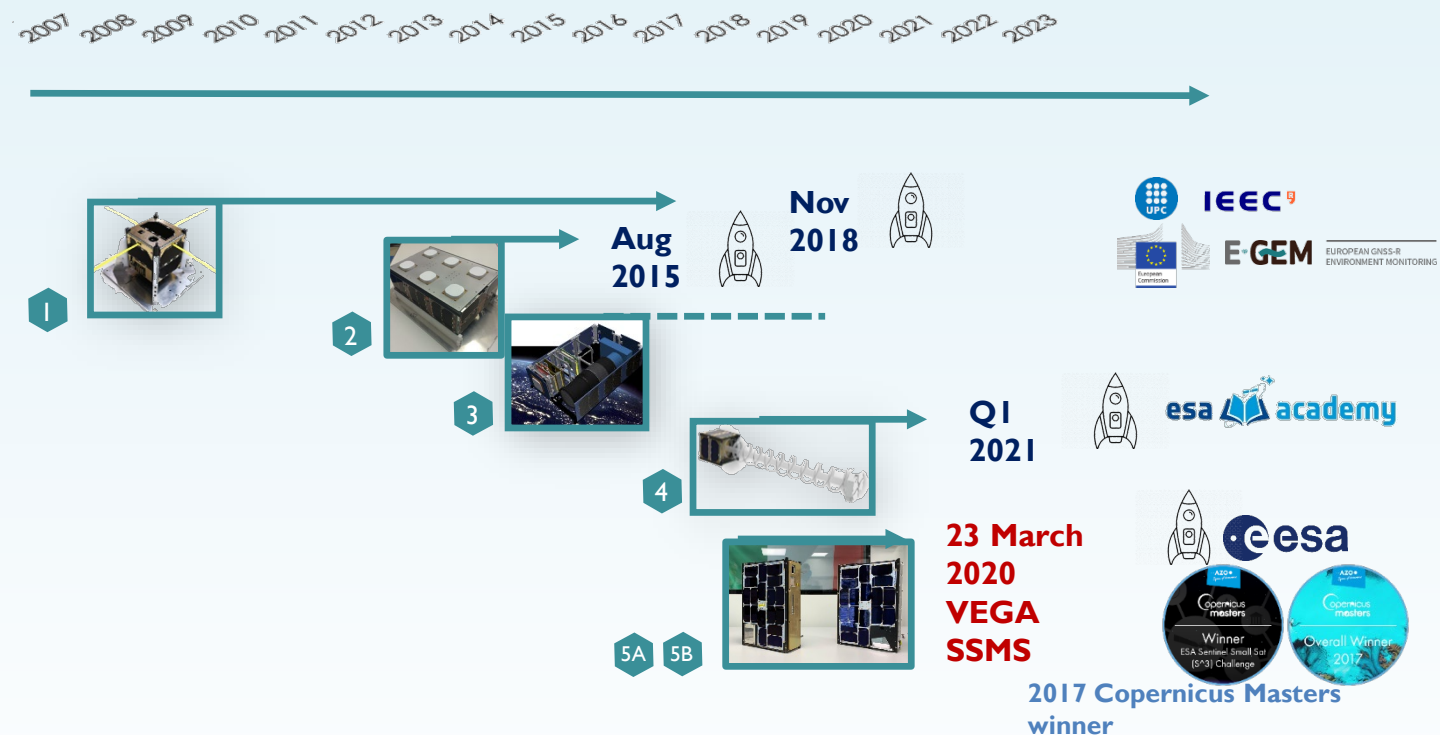 2007 2008 2009 2010 2011 2012 2013 2014 2015 2016 2017 2018 2019 2020 2021 2022 2023
UPC
IEEC
Nov
2018
Aug
2015
European
Commission
E·GEM
EUROPEAN GNSS-R
ENVIRONMENT MONITORING
1
2
3
esa academy
Q1
2021
4
23 March
2020
VEGA
SSMS
esa
5A 5B
AZO
Copernicus
masters
Winner
ESA Sentinel Small Sat
(S^3) Challenge
AZO
Copernicus
masters
Overall Winner
2017
2017 Copernicus Masters
winner